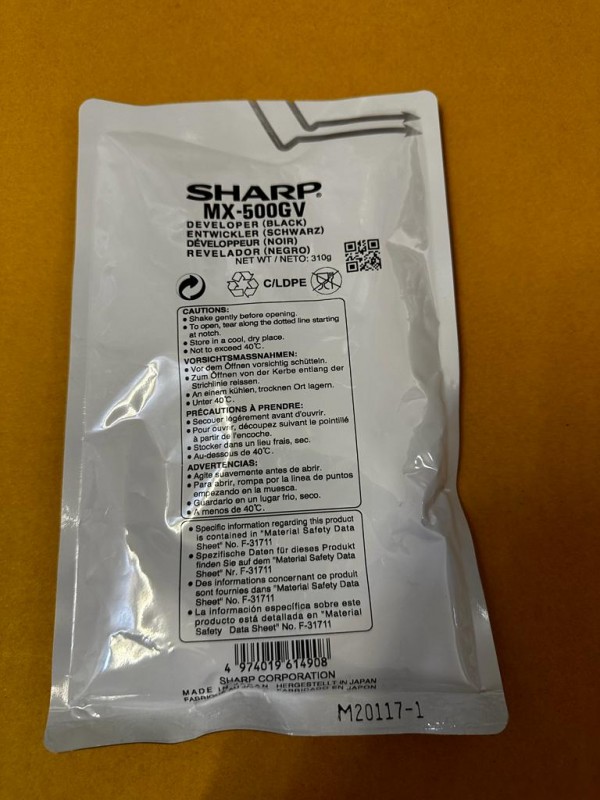 SHARP®
MX-500GV
DEVELOPER (BLACK)
ENTWICKLER (SCHWARZ)
DÉVELOPPEUR (NOIR)
REVELADOR (NEGRO)
NET WT / NETO: 310g
C/LDPE
CAUTIONS:
• Shake gently before opening.
• To open, tear along the dotted line starting
at notch.
• Store in a cool, dry place.
• Not to exceed 40°C.
VORSICHTSMASSNAHMEN:
• Vor dem Öffnen vorsichtig schütteln.
• Zum Öffnen von der Kerbe entlang der
Strichlinie reissen.
• An einem kühlen, trocknen Ort lagern.
• Unter 40°C.
PRÉCAUTIONS À PRENDRE:
• Secouer légèrement avant d'ouvrir.
• Pour ouvrir, découpez suivant le pointillé
à partir de l'encoche.
• Stocker dans un lieu frais, sec.
• Au-dessous de 40°C.
ADVERTENCIAS:
• Agite suavemente antes de abrir.
• Para abrir, rompa por la línea de puntos
empezando en la muesca.
• Guardarlo en un lugar frío, seco.
• A menos de 40°C.
• Specific information regarding this product
is contained in "Material Safety Data
Sheet" No. F-31711
• Spezifische Daten für dieses Produkt
finden Sie auf dem "Material Safety Data
Sheet" Nr. F-31711
• Des informations concernant ce produit
sont fournies dans "Material Safety Data
Sheet" No. F-31711
• La información específica sobre este
producto está detallada en "Material
Safety Data Sheet" No. F-31711
4 974019 614908
SHARP CORPORATION
MADE IN JAPAN HERGESTELLT IN JAPAN
FABRICADO EN JAPON
M20117-1